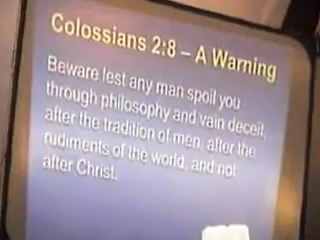 Colossians 2:8 – A Warning
Beware lest any man spoil you
through philosophy and vain deceit,
after the tradition of men, after the
rudiments of the world, and not
after Christ.